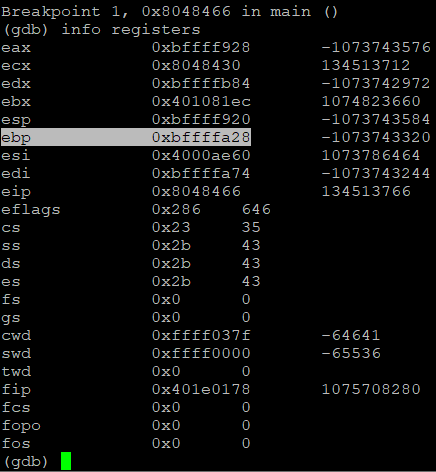 Breakpoint 1, 0x8048466 in main ()
(gdb) info registers
eax            0xbffff928       -1073743576
ecx            0x8048430        134513712
edx            0xbffffb84       -1073742972
ebx            0x401081ec       1074823660
esp            0xbffff920       -1073743584
ebp            0xbffffa28       -1073743320
esi            0x4000ae60       1073786464
edi            0xbffffa74       -1073743244
eip            0x8048466        134513766
eflags         0x286    646
cs             0x23     35
ss             0x2b     43
ds             0x2b     43
es             0x2b     43
fs             0x0      0
gs             0x0      0
cwd            0xffff037f       -64641
swd            0xffff0000       -65536
twd            0x0      0
fip            0x401e0178       1075708280
fcs            0x0      0
fopo           0x0      0
fos            0x0      0
(gdb)